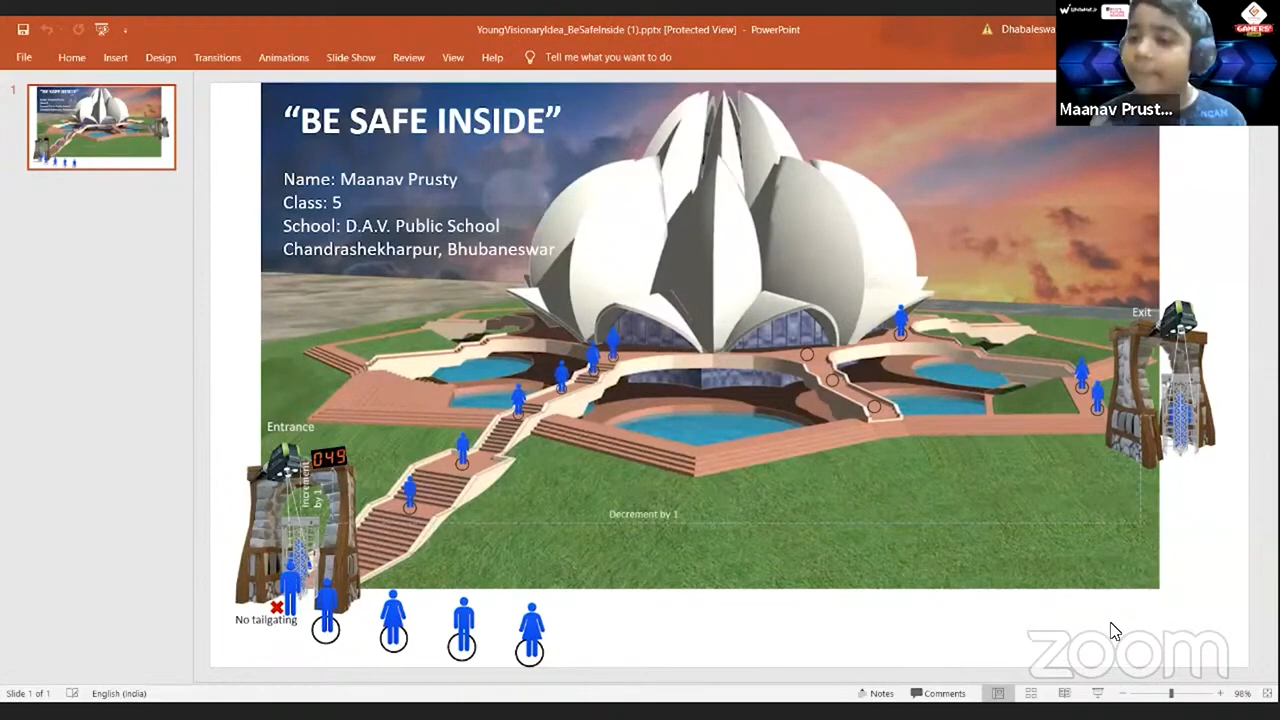 YoungVisionaryIdea_BeSafeInside (1).pptx [Protected View] - PowerPoint
Dhabaleswa
File Home Insert Design Transitions Animations Slide Show Review View Help Tell me what you want to do
GAMERS
Maanav Prust...
NCAN
1
"BE SAFE INSIDE"
Name: Maanav Prusty
Class: 5
School: D.A.V. Public School
Chandrashekharpur, Bhubaneswar
Exit
Entrance
049
Increment
by 1
Decrement by 1
No tailgating
zoom
Slide 1 of 1 English (India) Notes Comments 98%